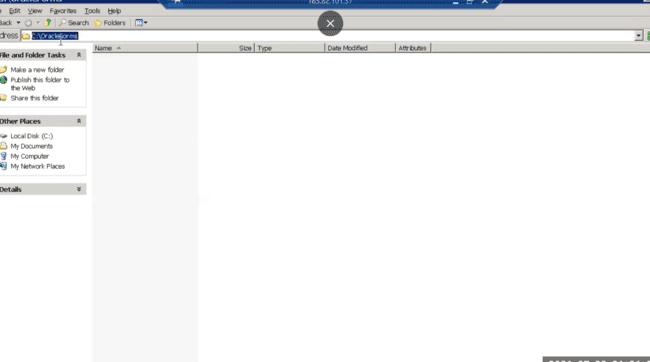 Edit View Favorites Tools Help
Back Search Folders
dress C:\OracleForms
Name Size Type Date Modified Attributes
File and Folder Tasks
Make a new folder
Publish this folder to
the Web
Share this folder
Other Places
Local Disk (C:)
My Documents
My Computer
My Network Places
Details